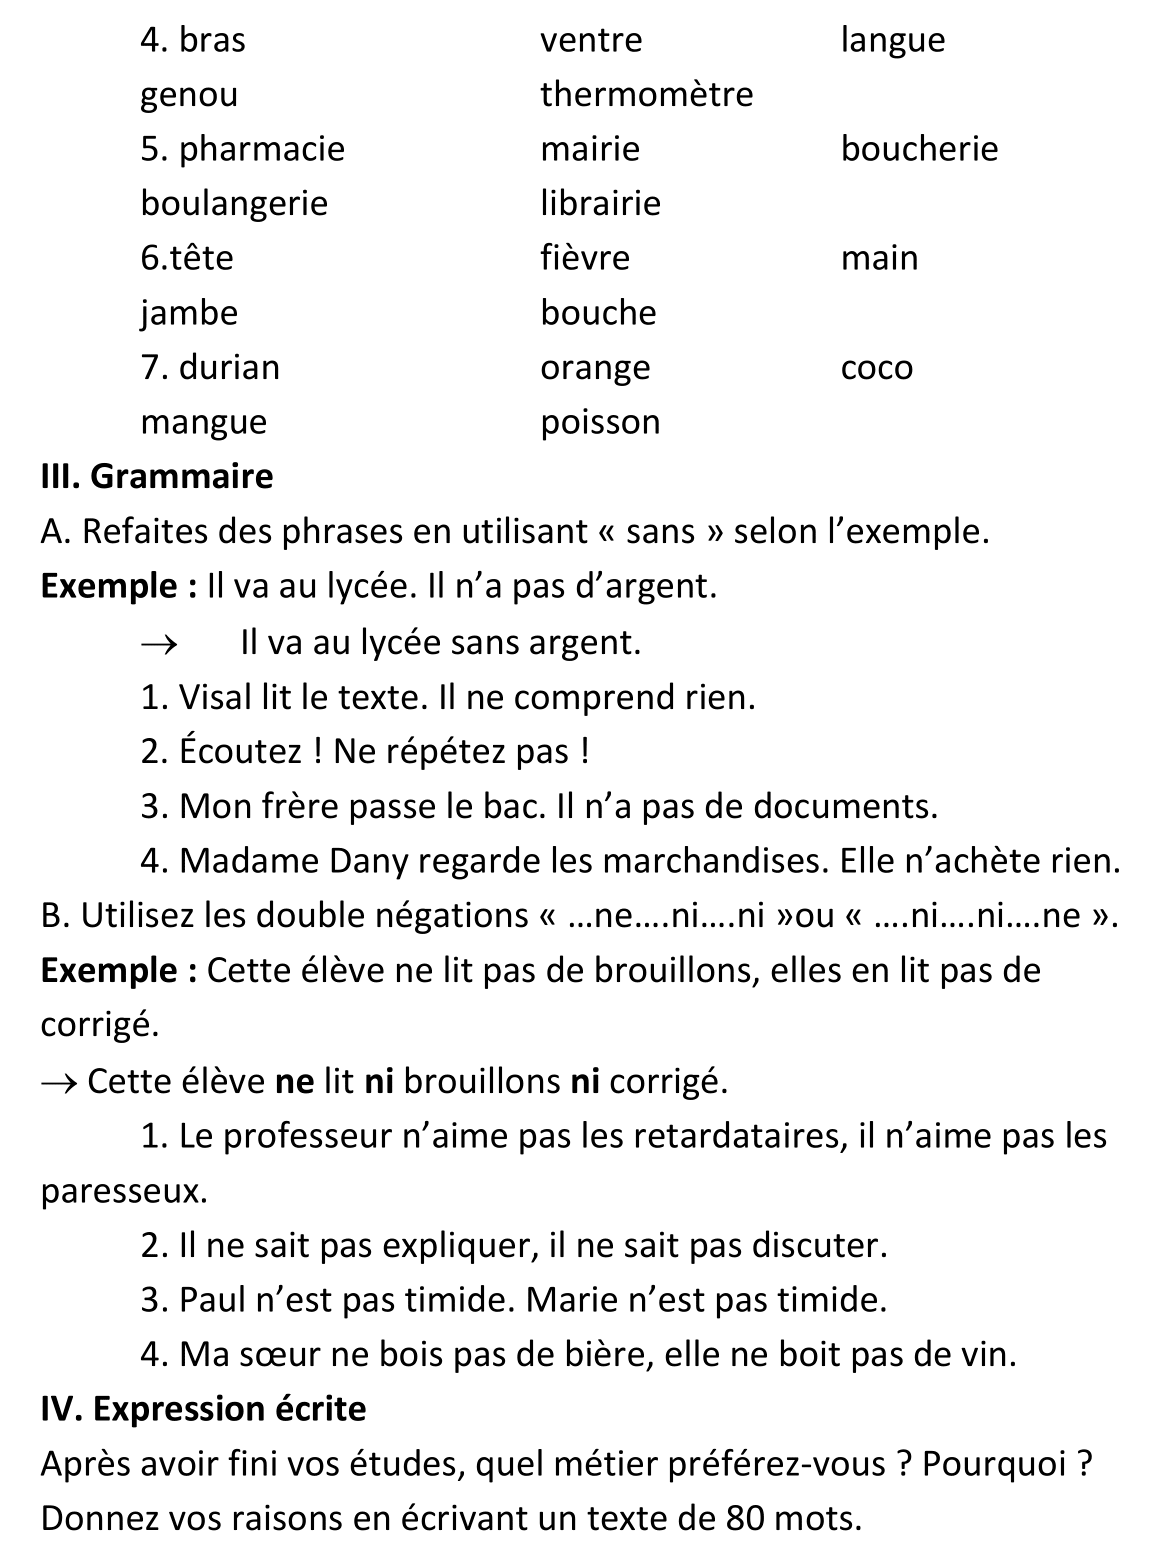 4. bras ventre langue
genou thermomètre
5. pharmacie mairie boucherie
boulangerie librairie
6.tête fièvre main
jambe bouche
7. durian orange coco
mangue poisson
III. Grammaire
A. Refaites des phrases en utilisant « sans » selon l’exemple.
Exemple : Il va au lycée. Il n’a pas d’argent.
→ Il va au lycée sans argent.
1. Visal lit le texte. Il ne comprend rien.
2. Écoutez ! Ne répétez pas !
3. Mon frère passe le bac. Il n’a pas de documents.
4. Madame Dany regarde les marchandises. Elle n’achète rien.
B. Utilisez les double négations « …ne….ni….ni »ou « ….ni….ni….ne ».
Exemple : Cette élève ne lit pas de brouillons, elles en lit pas de
corrigé.
→ Cette élève ne lit ni brouillons ni corrigé.
1. Le professeur n’aime pas les retardataires, il n’aime pas les
paresseux.
2. Il ne sait pas expliquer, il ne sait pas discuter.
3. Paul n’est pas timide. Marie n’est pas timide.
4. Ma sœur ne bois pas de bière, elle ne boit pas de vin.
IV. Expression écrite
Après avoir fini vos études, quel métier préférez-vous ? Pourquoi ?
Donnez vos raisons en écrivant un texte de 80 mots.